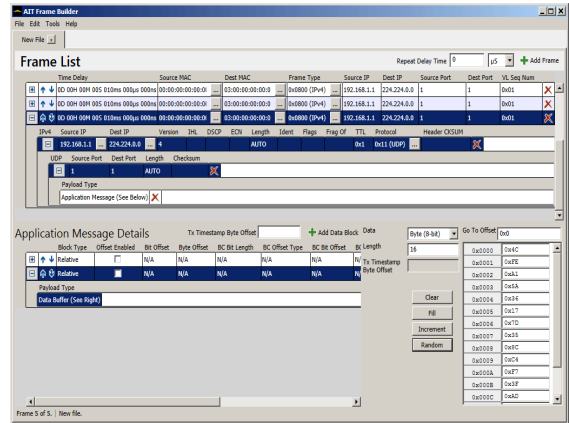 AIT Frame Builder
File Edit Tools Help
New File x
Frame List Repeat Delay Time 0 µS Add Frame
Time Delay Source MAC Dest MAC Frame Type Source IP Dest IP Source Port Dest Port VL Seq Num
0D 00H 00M 00S 010ms 000µs 000ns 00:00:00:00:00:0( ... 03:00:00:00:00:0 ... 0x0800 (IPv4) ... 192.168.1.1 224.224.0.0 1 1 0x01 X
0D 00H 00M 00S 010ms 000µs 000ns 00:00:00:00:00:0( ... 03:00:00:00:00:0 ... 0x0800 (IPv4) ... 192.168.1.1 224.224.0.0 1 1 0x01 X
0D 00H 00M 00S 010ms 000µs 000ns 00:00:00:00:00:0( ... 03:00:00:00:00:0 ... 0x0800 (IPv4) ... 192.168.1.1 224.224.0.0 1 1 0x01 X
IPv4 Source IP Dest IP Version IHL DSCP ECN Length Ident Flags Frag Of TTL Protocol Header CKSUM
192.168.1.1 ... 224.224.0.0 ... 4 AUTO 0x1 0x11 (UDP) ... X
UDP Source Port Dest Port Length Checksum
1 1 AUTO X
Payload Type
Application Message (See Below) X
Application Message Details Tx Timestamp Byte Offset Add Data Block
Block Type Offset Enabled Bit Offset Byte Offset BC Bit Length BC Offset Type BC Bit Offset BC
Relative N/A N/A N/A N/A N/A N/
Relative N/A N/A N/A N/A N/A N/
Payload Type
Data Buffer (See Right)
Data Byte (8-bit) Go To Offset 0x0
Length 16
Tx Timestamp
Byte Offset
Clear
Fill
Increment
Random
0x0000 0x4C
0x0001 0xFE
0x0002 0xA1
0x0003 0x5A
0x0004 0x36
0x0005 0x17
0x0006 0x7D
0x0007 0x35
0x0008 0x8C
0x0009 0xC4
0x000A 0xF7
0x000B 0x3F
0x000C 0xAD
Frame 5 of 5. | New file.